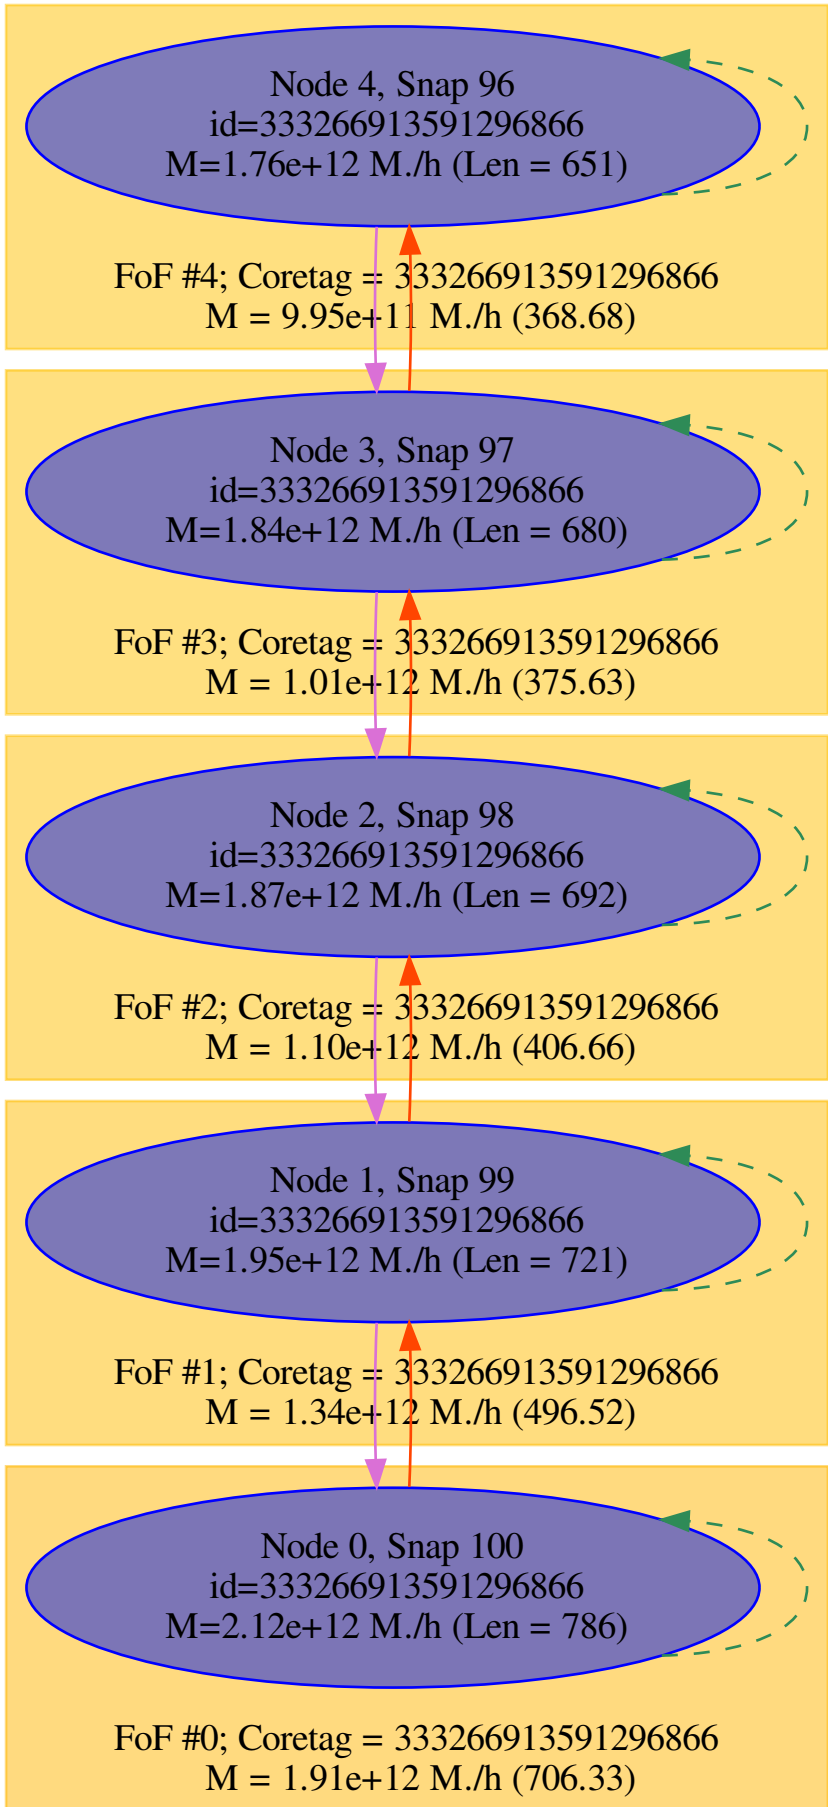 Node 4, Snap 96
id=333266913591296866
M=1.76e+12 M./h (Len = 651)
FoF #4; Coretag = 333266913591296866
M = 9.95e+11 M./h (368.68)
Node 3, Snap 97
id=333266913591296866
M=1.84e+12 M./h (Len = 680)
FoF #3; Coretag = 333266913591296866
M = 1.01e+12 M./h (375.63)
Node 2, Snap 98
id=333266913591296866
M=1.87e+12 M./h (Len = 692)
FoF #2; Coretag = 333266913591296866
M = 1.10e+12 M./h (406.66)
Node 1, Snap 99
id=333266913591296866
M=1.95e+12 M./h (Len = 721)
FoF #1; Coretag = 333266913591296866
M = 1.34e+12 M./h (496.52)
Node 0, Snap 100
id=333266913591296866
M=2.12e+12 M./h (Len = 786)
FoF #0; Coretag = 333266913591296866
M = 1.91e+12 M./h (706.33)